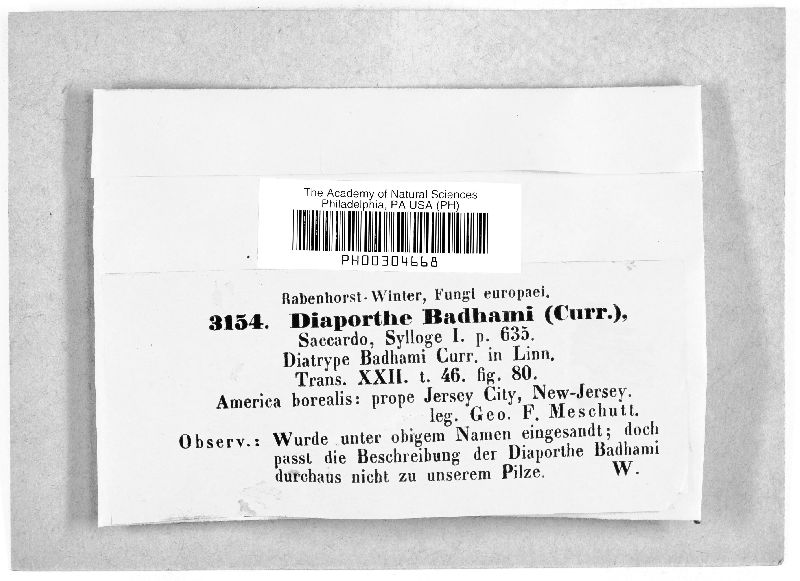 The Academy of Natural Sciences
Philadelphia, PA USA (PH)
PH00304668
Rabenhorst-Winter, Fungi europaei.
3154. Diaporthe Badhami (Curr.),
Saccardo, Sylloge I. p. 635.
Diatrype Badhami Curr. in Linn.
Trans. XXII. t. 46. fig. 80.
America borealis: prope Jersey City, New-Jersey.
leg. Geo. F. Meschutt.
Observ.: Wurde unter obigem Namen eingesandt; doch
passt die Beschreibung der Diaporthe Badhami
durchaus nicht zu unserem Pilze. W.